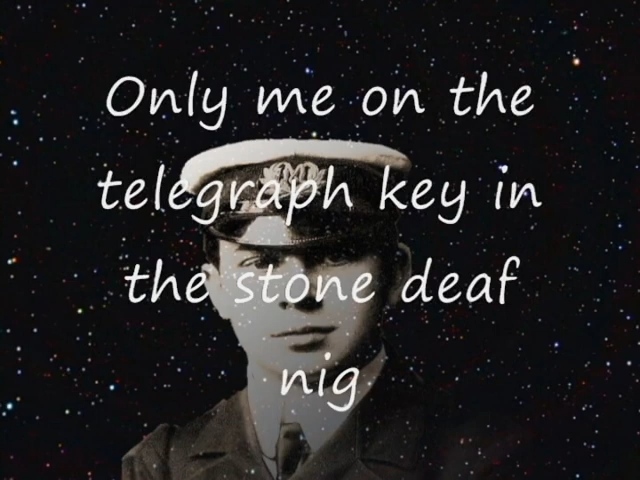 Only me on the
telegraph key in
the stone deaf
nig